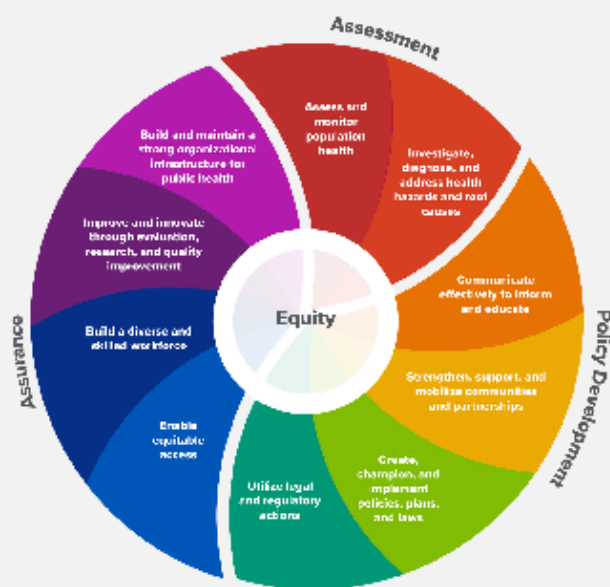 Assessment
Assess and
monitor
population
health
Investigate,
diagnose, and
address health
hazards and root
causes
Policy Development
Communicate
effectively to inform
and educate
Strengthen, support, and
mobilize communities
and partnerships
Create,
champion, and
implement
policies, plans,
and laws
Utilize legal
and regulatory
actions
Assurance
Enable
equitable
access
Build a diverse and
skilled workforce
Improve and innovate
through evaluation,
research, and quality
improvement
Build and maintain a
strong organizational
infrastructure for
public health
Equity